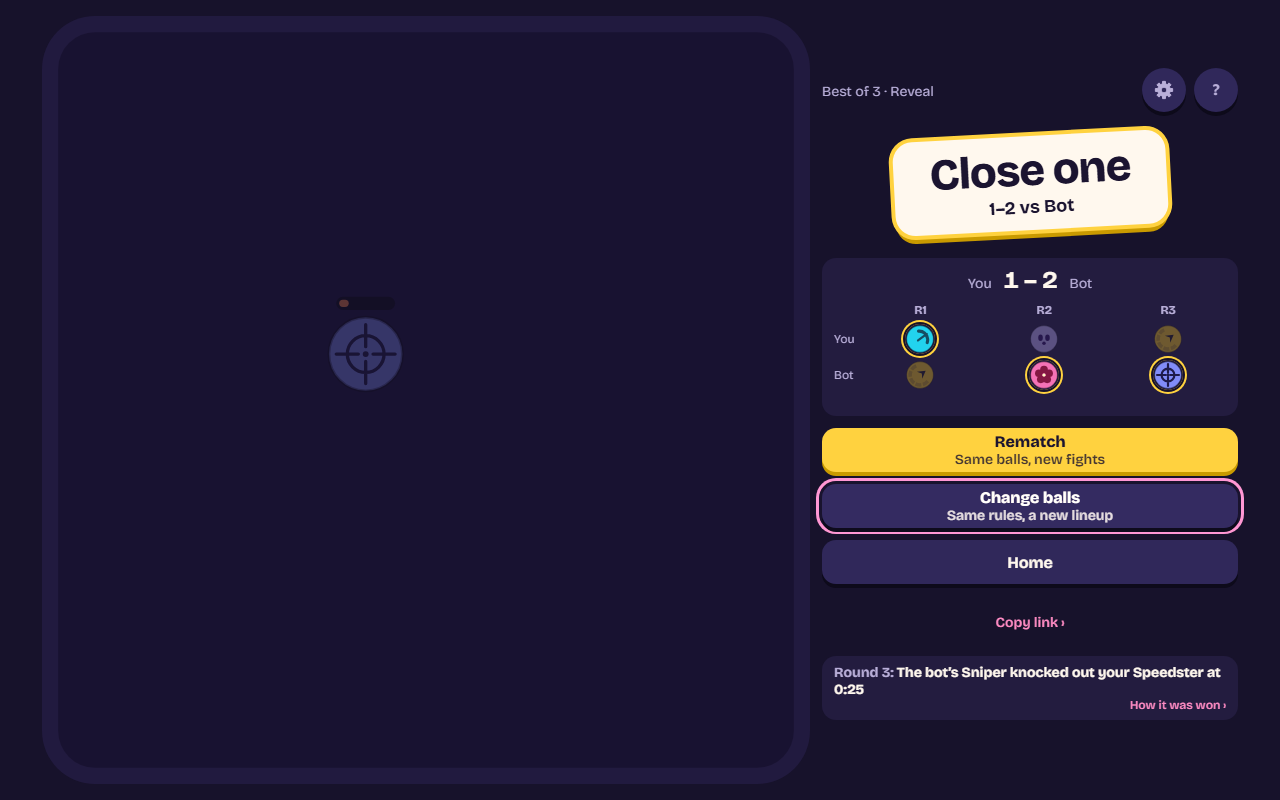 Best of 3 · Reveal
?
Close one
1–2 vs Bot
You 1 – 2 Bot
R1 R2 R3
You
Bot
Rematch
Same balls, new fights
Change balls
Same rules, a new lineup
Home
Copy link ›
Round 3: The bot's Sniper knocked out your Speedster at
0:25
How it was won ›